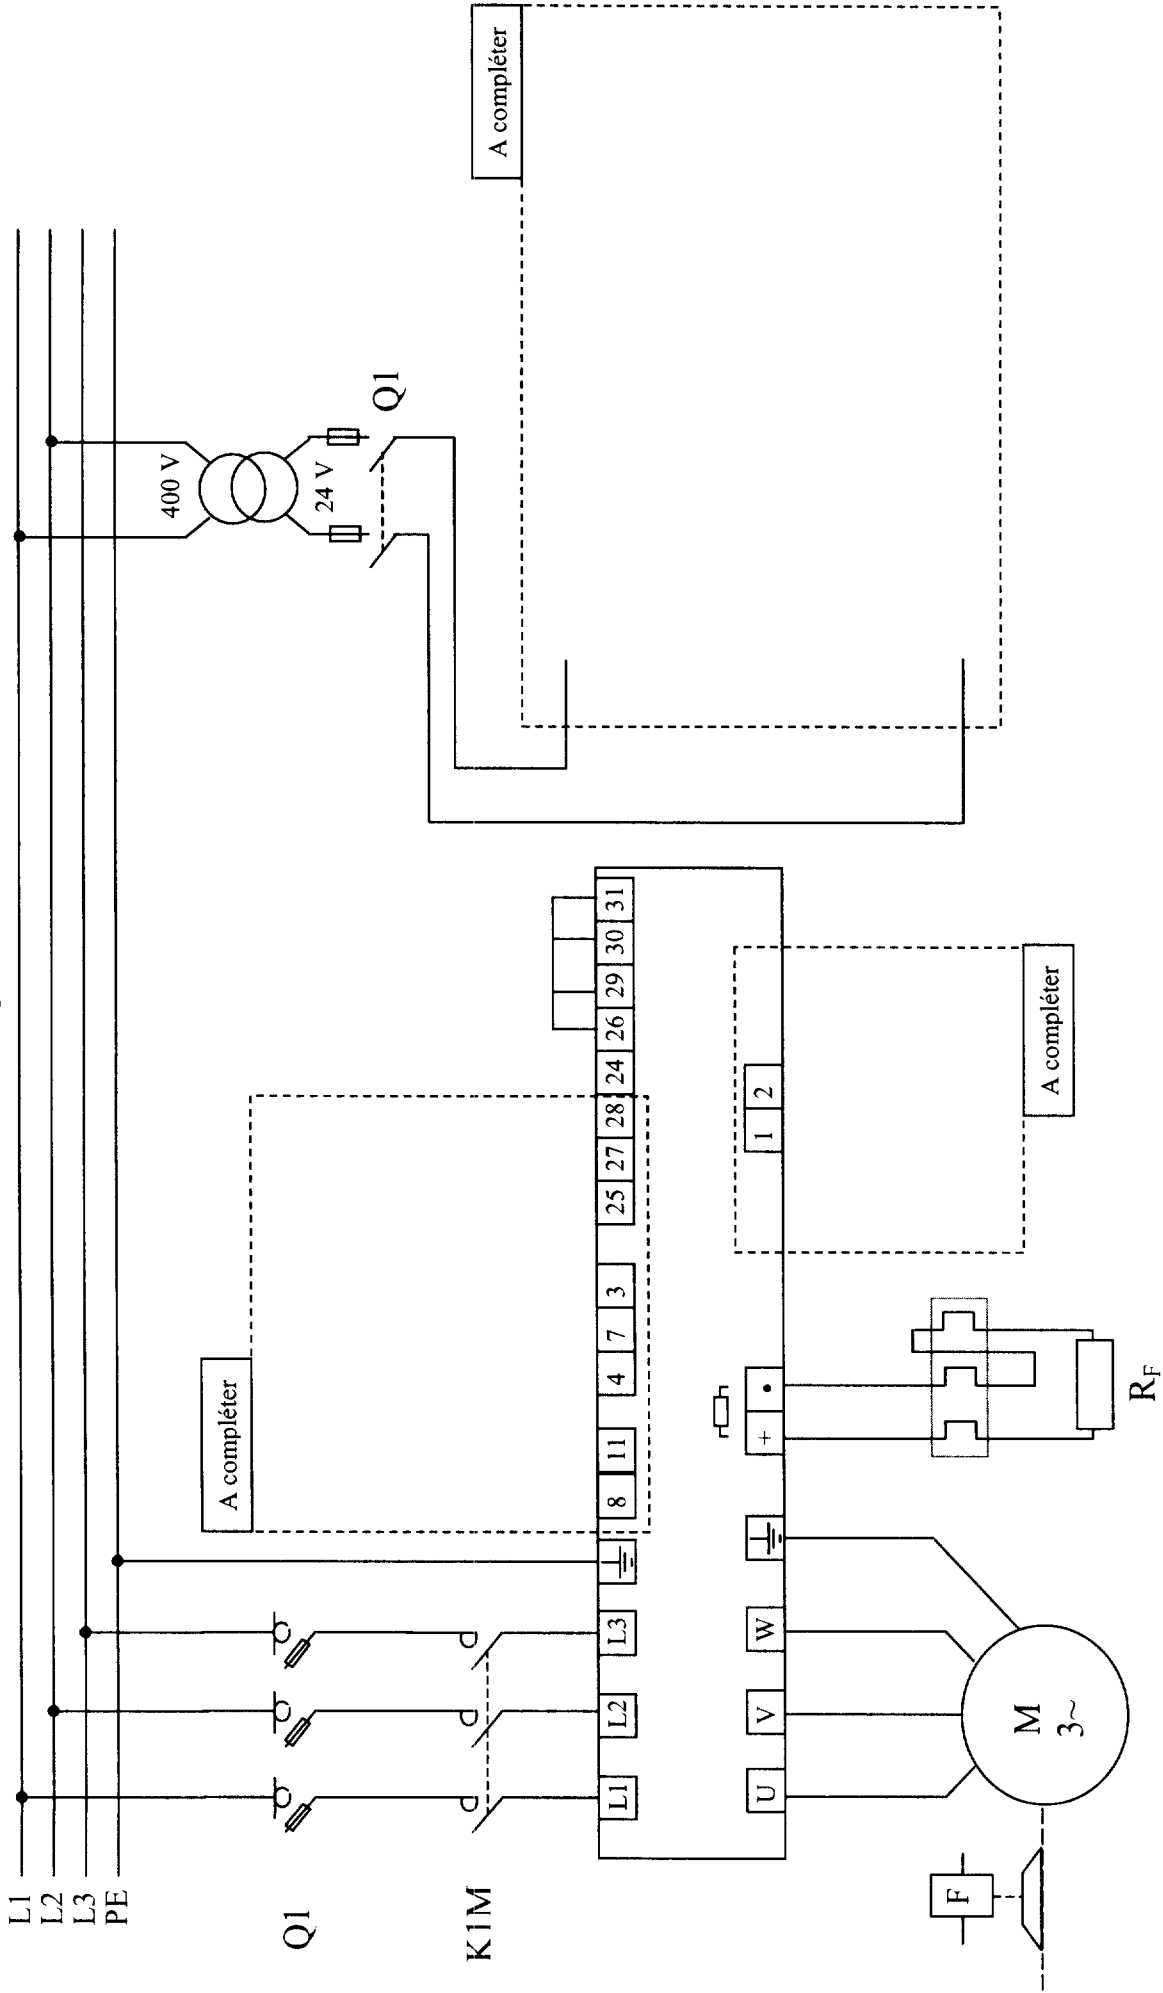 L1
L2
L3
PE
Q1
K1M
A compléter
400 V
24 V
Q1
A compléter
L1
L2
L3
8
11
4
7
3
25
27
28
24
26
29
30
31
U
V
W
+
•
1
2
A compléter
F
M
3~
RF